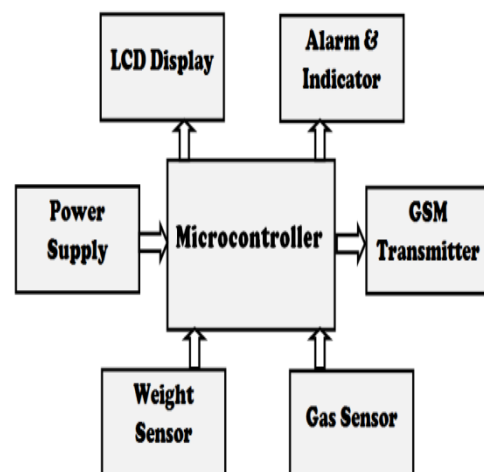 LCD Display
Alarm &
Indicator
Power
Supply
Microcontroller
GSM
Transmitter
Weight
Sensor
Gas Sensor